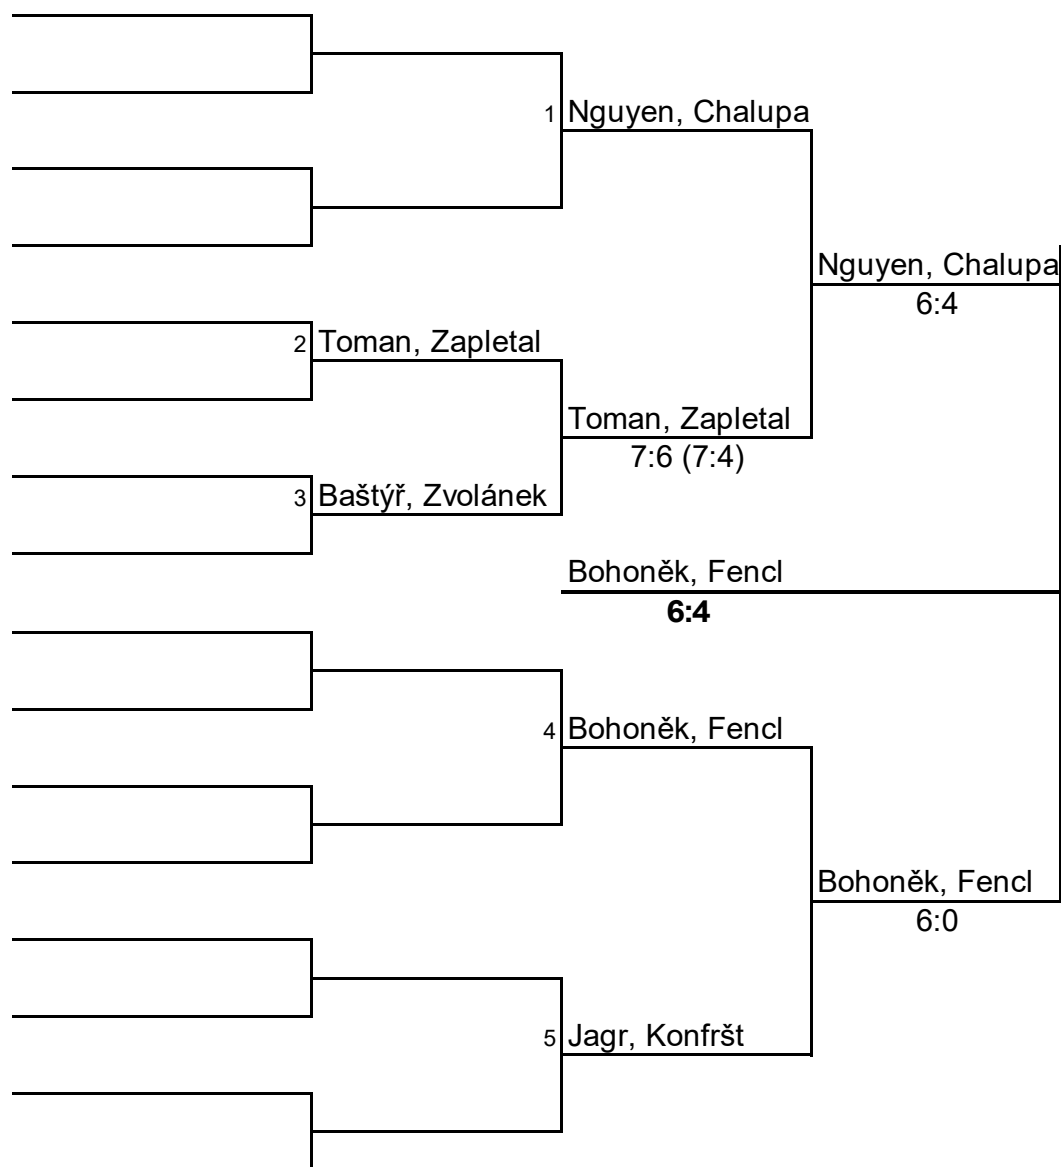 1 Nguyen, Chalupa
Nguyen, Chalupa
6:4
2 Toman, Zapletal
Toman, Zapletal
7:6 (7:4)
3 Baštýř, Zvolánek
Bohoněk, Fencl
6:4
4 Bohoněk, Fencl
Bohoněk, Fencl
6:0
5 Jagr, Konfršt